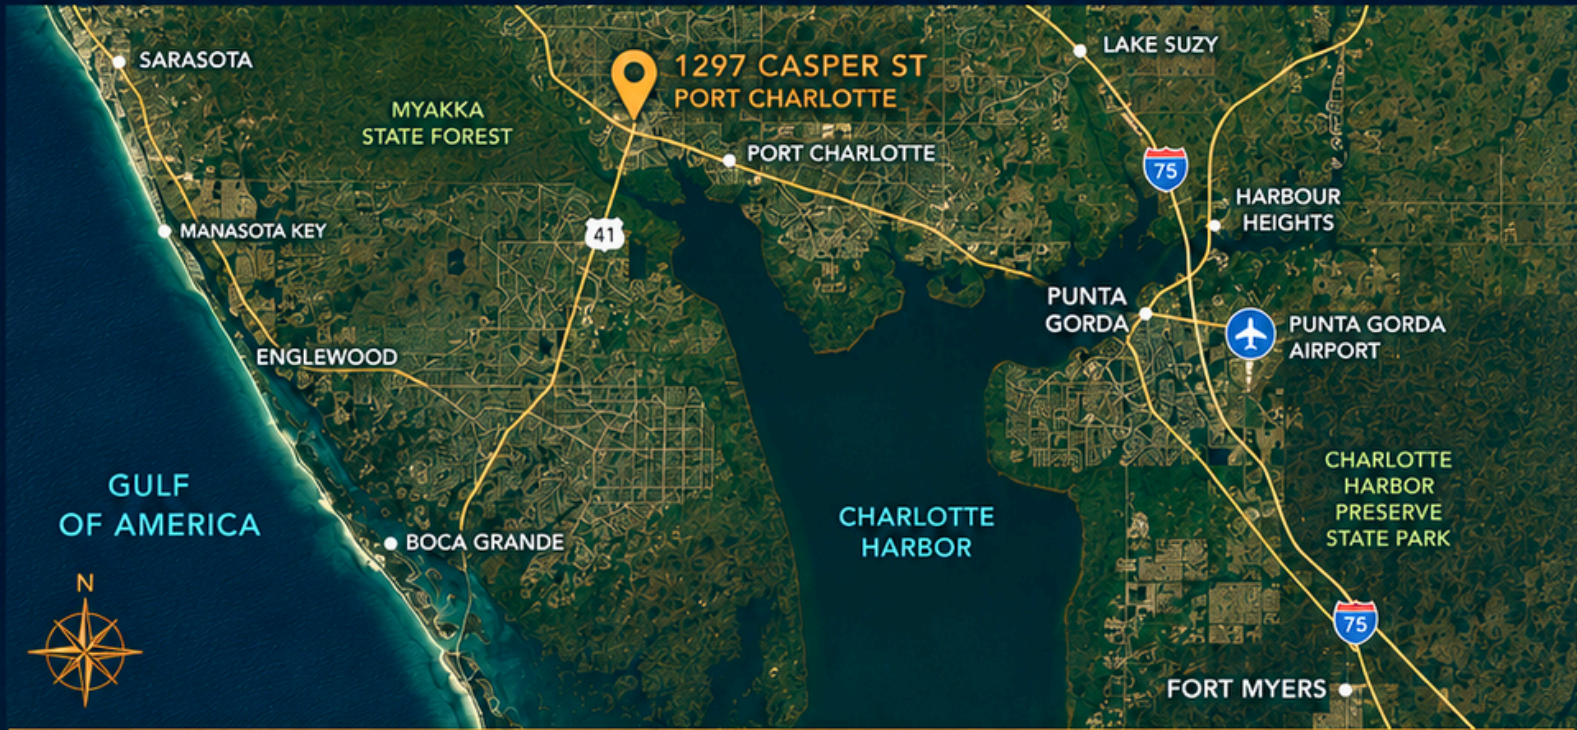 SARASOTA
1297 CASPER ST
PORT CHARLOTTE
LAKE SUZY
MYAKKA
STATE FOREST
PORT CHARLOTTE
75
HARBOUR
HEIGHTS
MANASOTA KEY
41
PUNTA
GORDA
PUNTA GORDA
AIRPORT
ENGLEWOOD
GULF
OF AMERICA
CHARLOTTE
HARBOR
PRESERVE
STATE PARK
CHARLOTTE
HARBOR
BOCA GRANDE
N
75
FORT MYERS